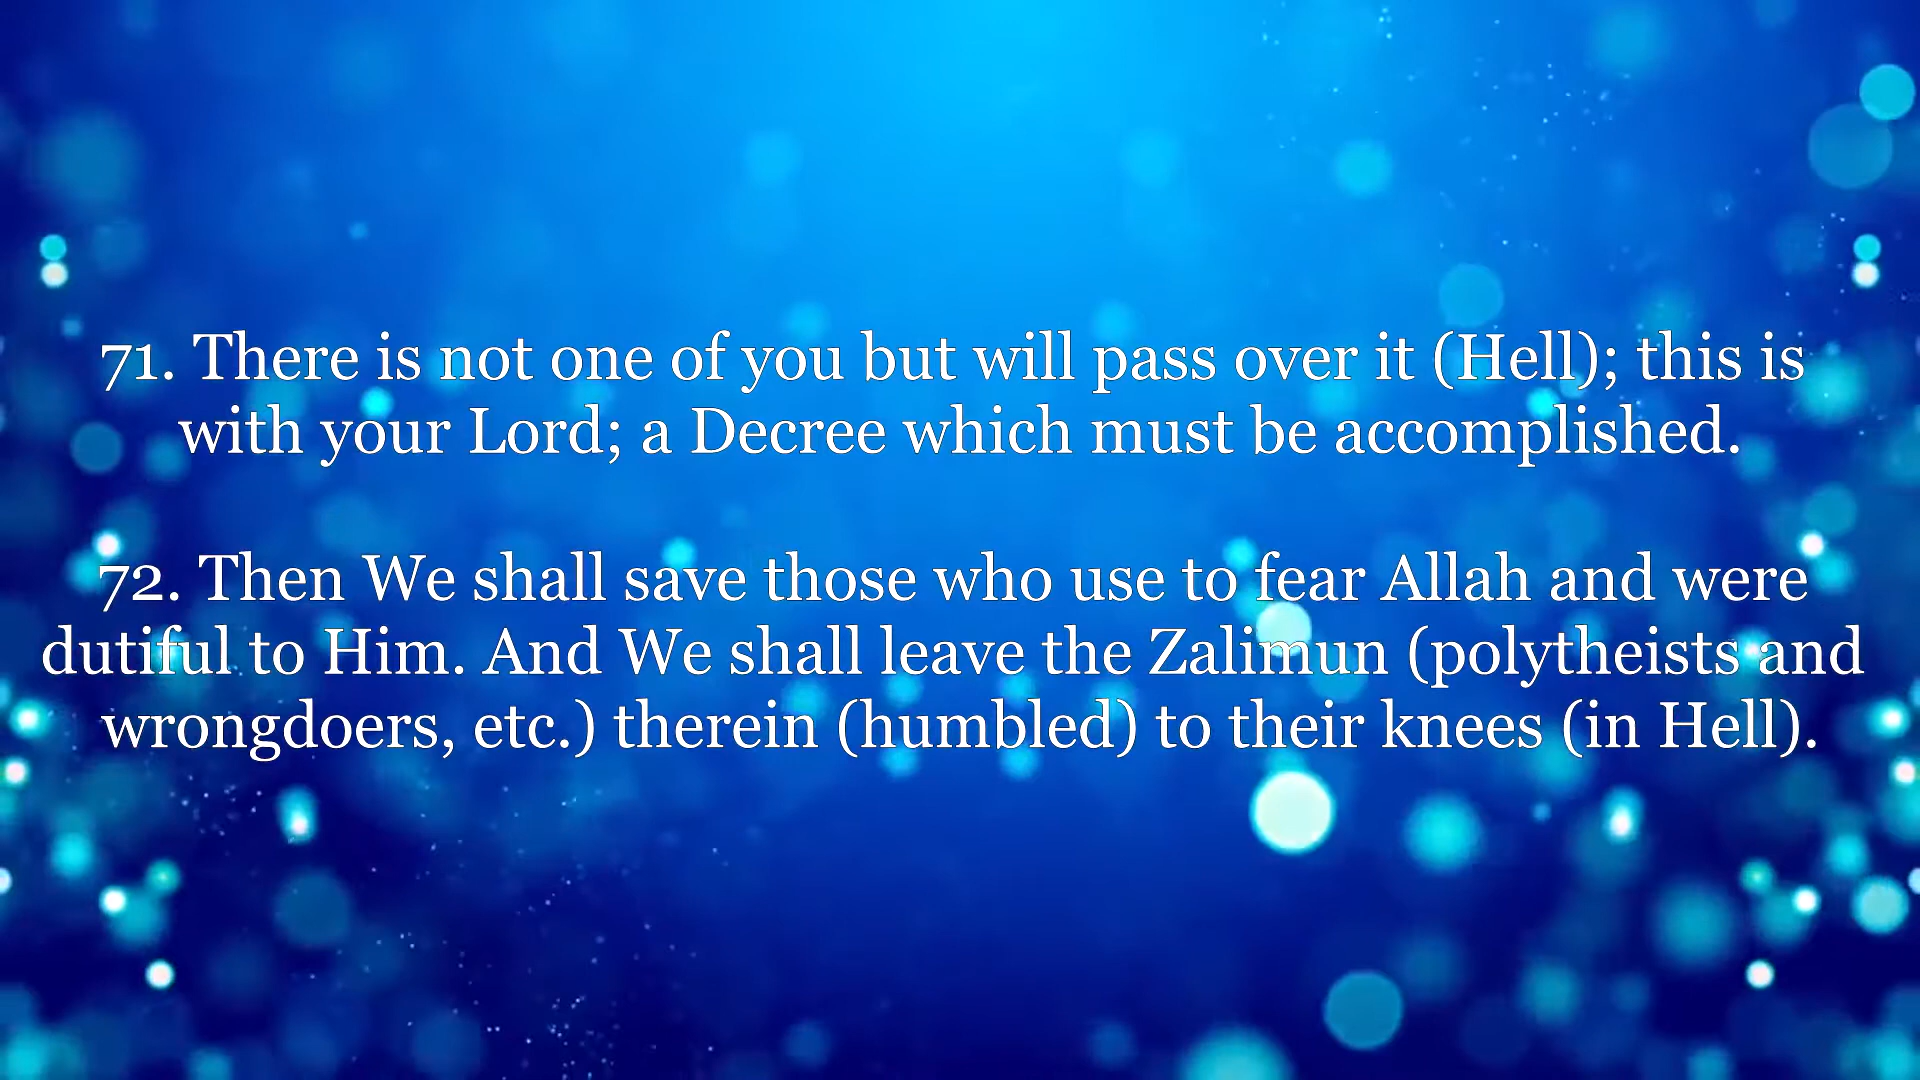 71. There is not one of you but will pass over it (Hell); this is
with your Lord; a Decree which must be accomplished.
72. Then We shall save those who use to fear Allah and were
dutiful to Him. And We shall leave the Zalimun (polytheists and
wrongdoers, etc.) therein (humbled) to their knees (in Hell).